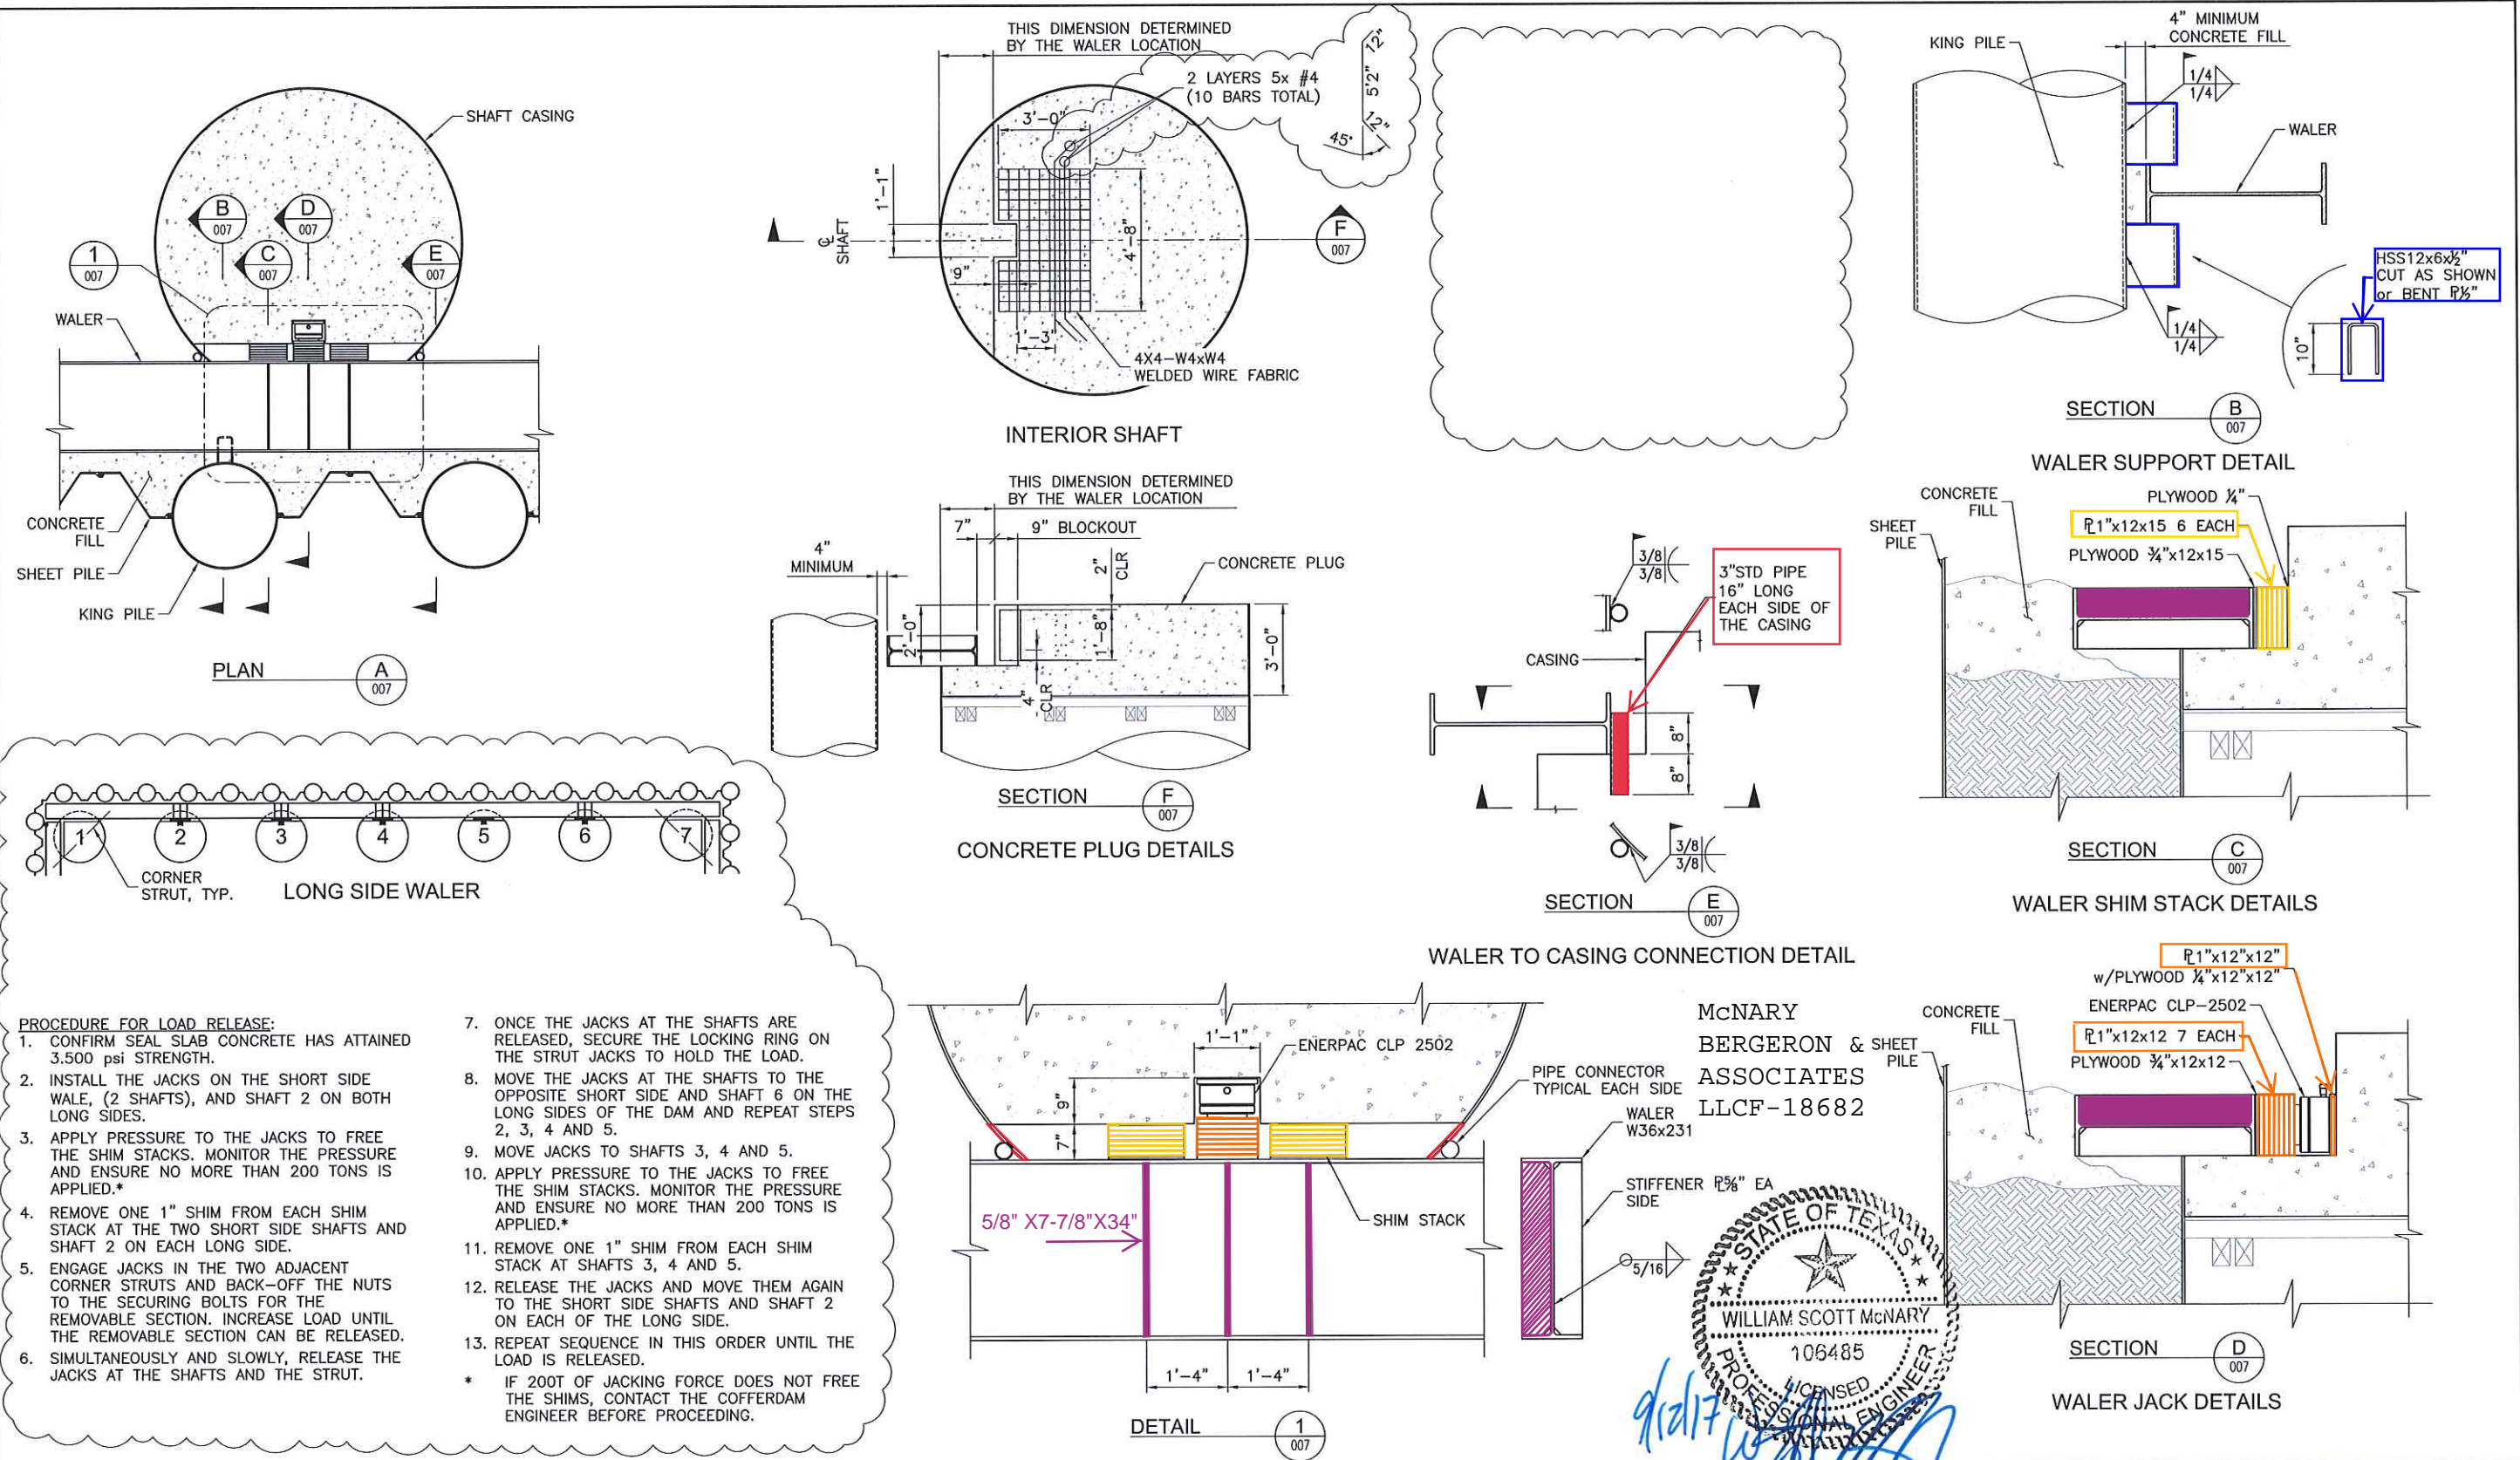 SHAFT CASING
B
007
D
007
1
007
C
007
E
007
WALER
CONCRETE
FILL
SHEET PILE
KING PILE
PLAN
A
007
THIS DIMENSION DETERMINED
BY THE WALER LOCATION
2 LAYERS 5x #4
(10 BARS TOTAL)
12"
5'2"
12"
45°
3'-0"
1'-1"
℄
SHAFT
9"
4'-8"
1'-3"
F
007
4X4-W4xW4
WELDED WIRE FABRIC
INTERIOR SHAFT
4" MINIMUM
CONCRETE FILL
KING PILE
1/4
1/4
WALER
HSS12x6x½"
CUT AS SHOWN
or BENT ℄½"
1/4
1/4
10"
SECTION
B
007
WALER SUPPORT DETAIL
THIS DIMENSION DETERMINED
BY THE WALER LOCATION
7"
9" BLOCKOUT
4"
MINIMUM
2"
CLR
CONCRETE PLUG
2'-0"
1'-8"
3'-0"
4"
CLR
SECTION
F
007
CONCRETE PLUG DETAILS
3/8
3/8
3"STD PIPE
16" LONG
EACH SIDE OF
THE CASING
CASING
8"
8"
3/8
3/8
SECTION
E
007
WALER TO CASING CONNECTION DETAIL
CONCRETE
FILL
SHEET
PILE
PLYWOOD ¼"
℄1"x12x15 6 EACH
PLYWOOD ¾"x12x15
SECTION
C
007
WALER SHIM STACK DETAILS
1
2
3
4
5
6
7
CORNER
STRUT, TYP.
LONG SIDE WALER
PROCEDURE FOR LOAD RELEASE:
1. CONFIRM SEAL SLAB CONCRETE HAS ATTAINED
3.500 psi STRENGTH.
2. INSTALL THE JACKS ON THE SHORT SIDE
WALE, (2 SHAFTS), AND SHAFT 2 ON BOTH
LONG SIDES.
3. APPLY PRESSURE TO THE JACKS TO FREE
THE SHIM STACKS. MONITOR THE PRESSURE
AND ENSURE NO MORE THAN 200 TONS IS
APPLIED.*
4. REMOVE ONE 1" SHIM FROM EACH SHIM
STACK AT THE TWO SHORT SIDE SHAFTS AND
SHAFT 2 ON EACH LONG SIDE.
5. ENGAGE JACKS IN THE TWO ADJACENT
CORNER STRUTS AND BACK-OFF THE NUTS
TO THE SECURING BOLTS FOR THE
REMOVABLE SECTION. INCREASE LOAD UNTIL
THE REMOVABLE SECTION CAN BE RELEASED.
6. SIMULTANEOUSLY AND SLOWLY, RELEASE THE
JACKS AT THE SHAFTS AND THE STRUT.
7. ONCE THE JACKS AT THE SHAFTS ARE
RELEASED, SECURE THE LOCKING RING ON
THE STRUT JACKS TO HOLD THE LOAD.
8. MOVE THE JACKS AT THE SHAFTS TO THE
OPPOSITE SHORT SIDE AND SHAFT 6 ON THE
LONG SIDES OF THE DAM AND REPEAT STEPS
2, 3, 4 AND 5.
9. MOVE JACKS TO SHAFTS 3, 4 AND 5.
10. APPLY PRESSURE TO THE JACKS TO FREE
THE SHIM STACKS. MONITOR THE PRESSURE
AND ENSURE NO MORE THAN 200 TONS IS
APPLIED.*
11. REMOVE ONE 1" SHIM FROM EACH SHIM
STACK AT SHAFTS 3, 4 AND 5.
12. RELEASE THE JACKS AND MOVE THEM AGAIN
TO THE SHORT SIDE SHAFTS AND SHAFT 2
ON EACH OF THE LONG SIDE.
13. REPEAT SEQUENCE IN THIS ORDER UNTIL THE
LOAD IS RELEASED.
* IF 200T OF JACKING FORCE DOES NOT FREE
THE SHIMS, CONTACT THE COFFERDAM
ENGINEER BEFORE PROCEEDING.
1'-1"
ENERPAC CLP 2502
9"
7"
PIPE CONNECTOR
TYPICAL EACH SIDE
WALER
W36x231
STIFFENER ℄⅝" EA
SIDE
5/8" X7-7/8"X34"
SHIM STACK
5/16
1'-4"
1'-4"
DETAIL
1
007
McNARY
BERGERON &
ASSOCIATES
LLCF-18682
STATE OF TEXAS
WILLIAM SCOTT McNARY
106485
LICENSED
PROFESSIONAL ENGINEER
9/12/17
℄1"x12"x12"
w/PLYWOOD ¼"x12"x12"
CONCRETE
FILL
ENERPAC CLP-2502
SHEET
PILE
℄1"x12x12 7 EACH
PLYWOOD ¾"x12x12
SECTION
D
007
WALER JACK DETAILS